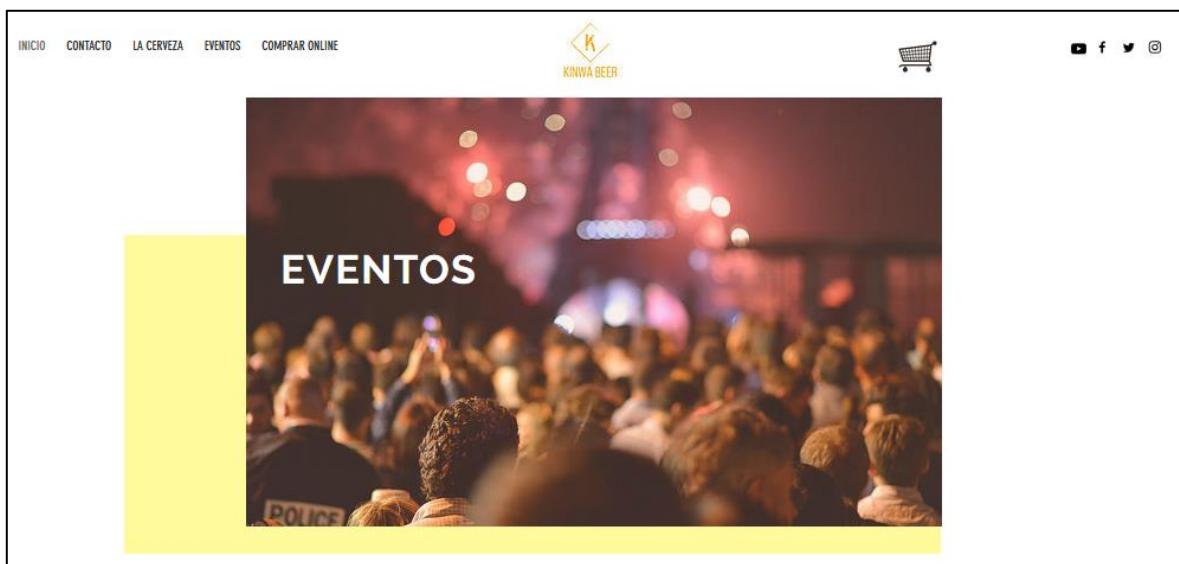 INICIO CONTACTO LA CERVEZA EVENTOS COMPRAR ONLINE
K
KINWA BEER
EVENTOS
POLICE